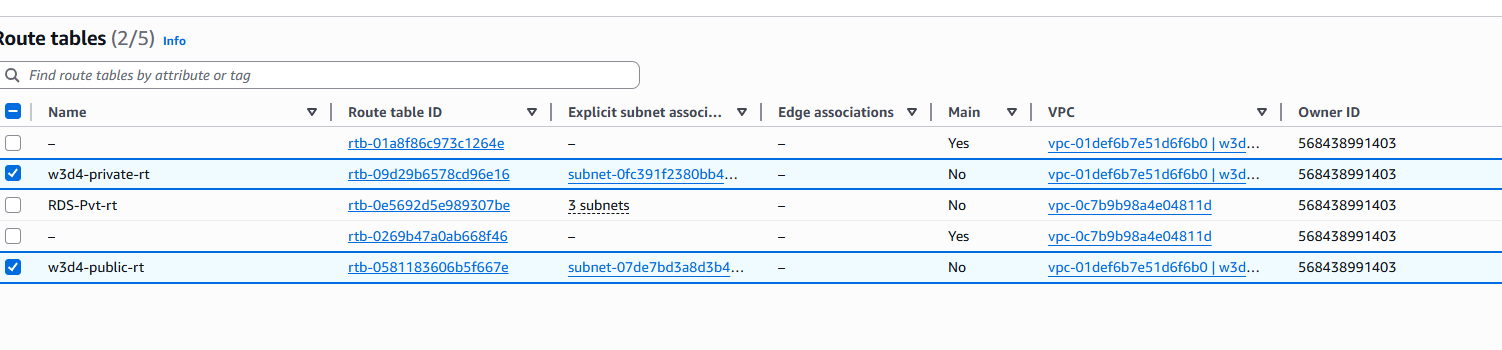 Route tables (2/5) Info
Find route tables by attribute or tag
Name Route table ID Explicit subnet associ... Edge associations Main VPC Owner ID
– rtb-01a8f86c973c1264e – – Yes vpc-01def6b7e51d6f6b0 | w3d... 568438991403
w3d4-private-rt rtb-09d29b6578cd96e16 subnet-0fc391f2380bb4... – No vpc-01def6b7e51d6f6b0 | w3d... 568438991403
RDS-Pvt-rt rtb-0e5692d5e989307be 3 subnets – No vpc-0c7b9b98a4e04811d 568438991403
– rtb-0269b47a0ab668f46 – – Yes vpc-0c7b9b98a4e04811d 568438991403
w3d4-public-rt rtb-0581183606b5f667e subnet-07de7bd3a8d3b4... – No vpc-01def6b7e51d6f6b0 | w3d... 568438991403